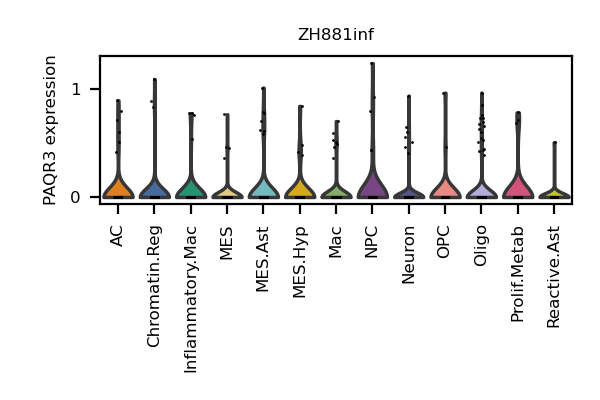 ZH881inf
PAQR3 expression
1
0
AC
Chromatin.Reg
Inflammatory.Mac
MES
MES.Ast
MES.Hyp
Mac
NPC
Neuron
OPC
Oligo
Prolif.Metab
Reactive.Ast